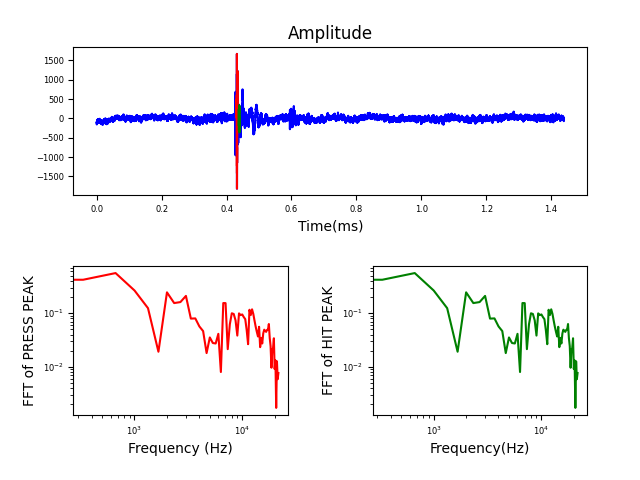 Amplitude
1500
1000
500
0
−500
−1000
−1500
0.0 0.2 0.4 0.6 0.8 1.0 1.2 1.4
Time(ms)
FFT of PRESS PEAK
10⁻¹
10⁻²
10³ 10⁴
Frequency (Hz)
FFT of HIT PEAK
10⁻¹
10⁻²
10³ 10⁴
Frequency(Hz)